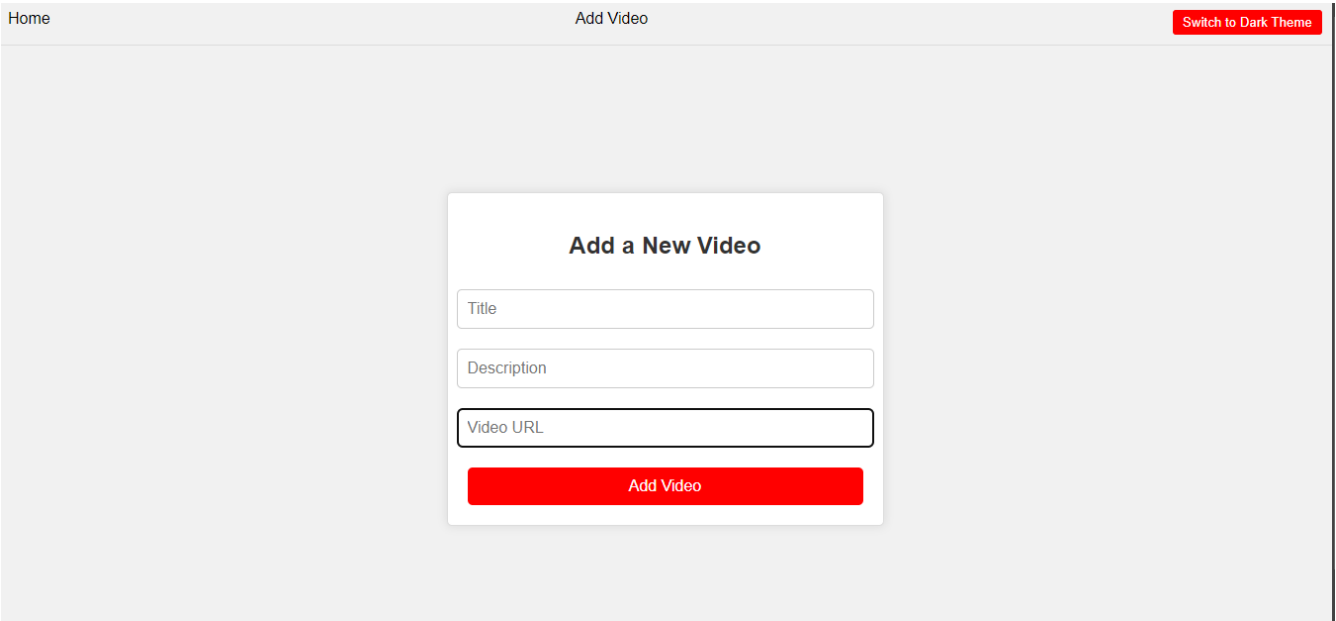 Home
Add Video
Switch to Dark Theme
Add a New Video
Title
Description
Video URL
Add Video